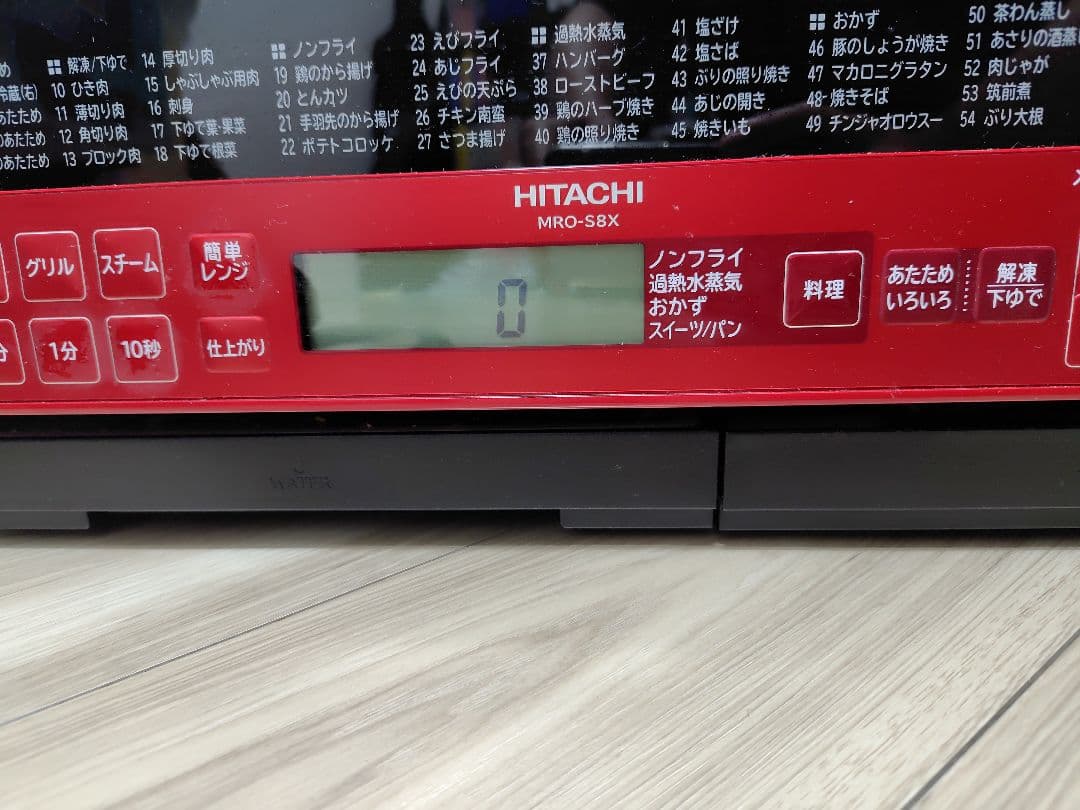 解凍/下ゆで
10 ひき肉
11 薄切り肉
12 角切り肉
13 ブロック肉
14 厚切り肉
15 しゃぶしゃぶ用肉
16 刺身
17 下ゆで葉・果菜
18 下ゆで根菜
ノンフライ
19 鶏のから揚げ
20 とんカツ
21 手羽先のから揚げ
22 ポテトコロッケ
23 えびフライ
24 あじフライ
25 えびの天ぷら
26 チキン南蛮
27 さつま揚げ
過熱水蒸気
37 ハンバーグ
38 ローストビーフ
39 鶏のハーブ焼き
40 鶏の照り焼き
41 塩ざけ
42 塩さば
43 ぶりの照り焼き
44 あじの開き
45 焼きいも
おかず
46 豚のしょうが焼き
47 マカロニグラタン
48 焼きそば
49 チンジャオロウスー
50 茶わん蒸し
51 あさりの酒蒸
52 肉じゃが
53 筑前煮
54 ぶり大根
冷蔵(右)
あたため
のあたため
HITACHI
MRO-S8X
グリル
スチーム
簡単
レンジ
分
1分
10秒
仕上がり
0
ノンフライ
過熱水蒸気
おかず
スイーツ/パン
料理
あたため
いろいろ
解凍
下ゆで
WATER